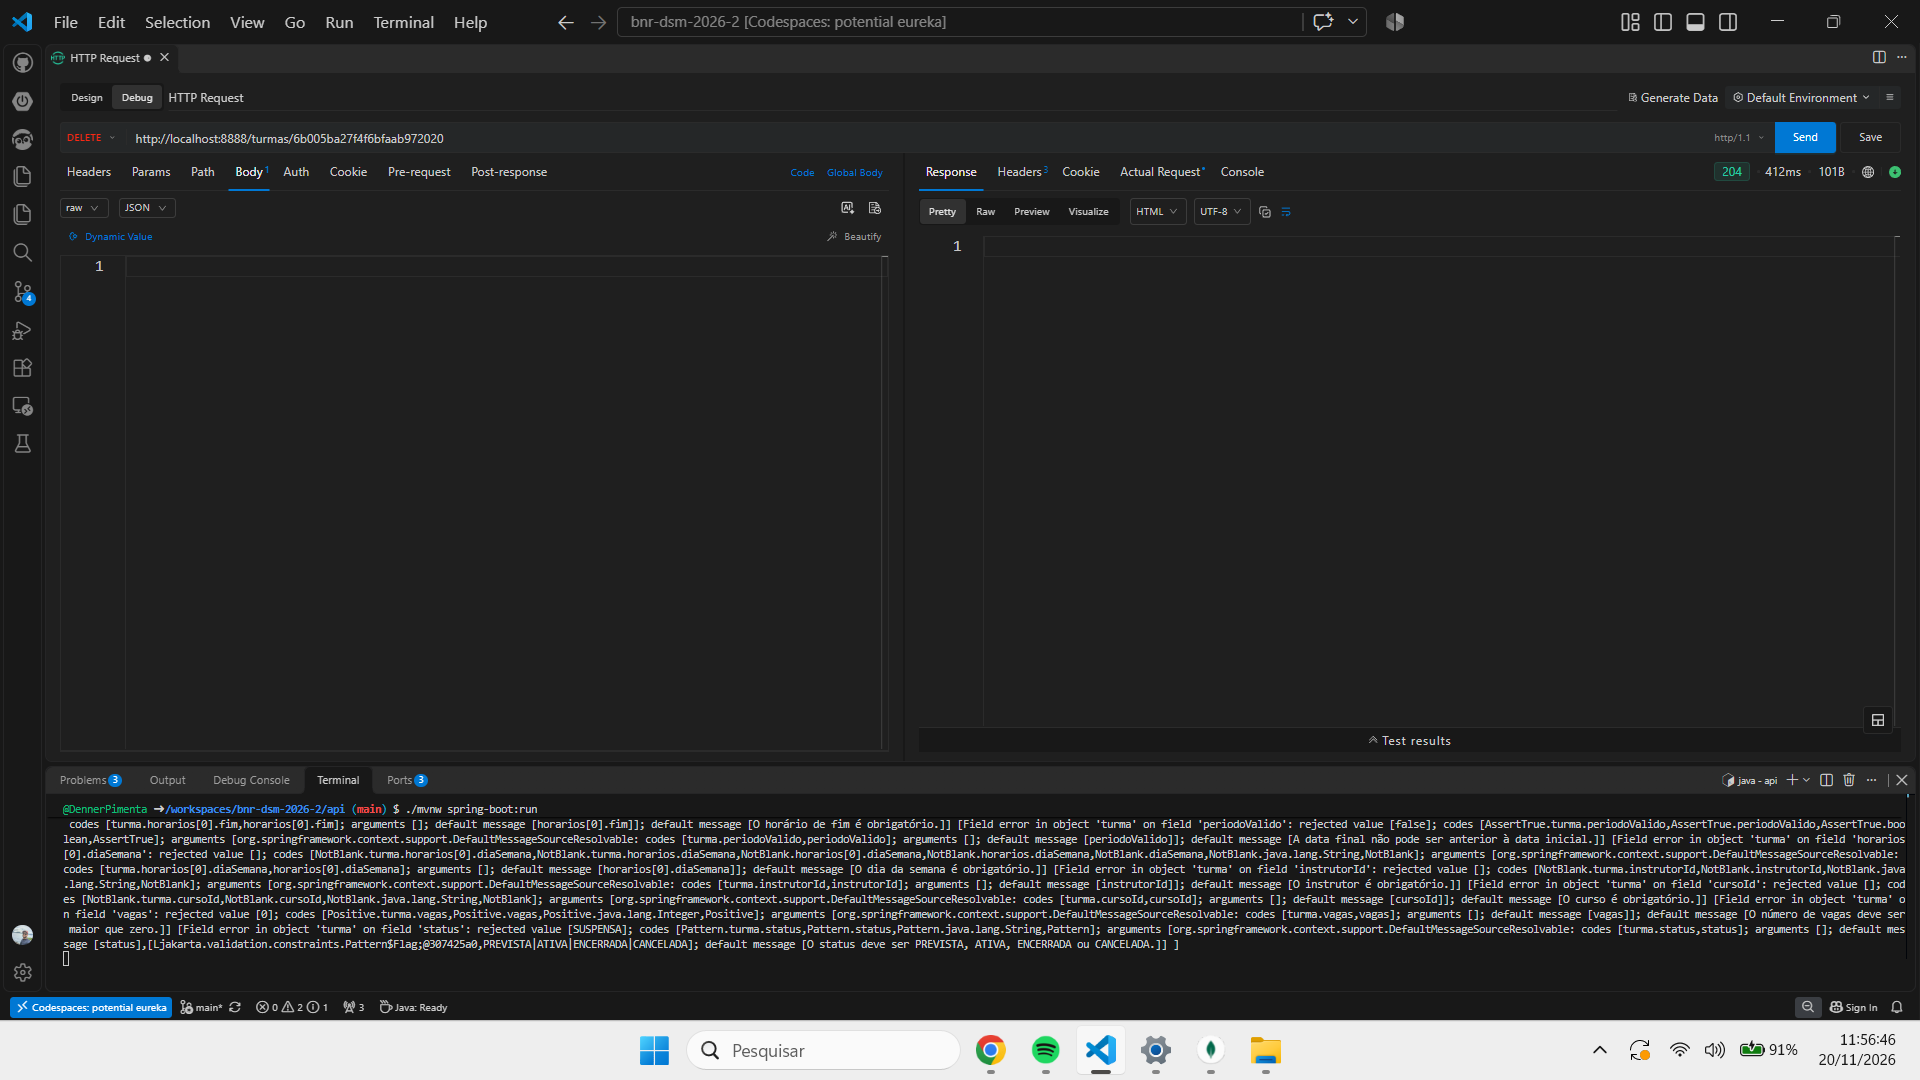 File Edit Selection View Go Run Terminal Help
bnr-dsm-2026-2 [Codespaces: potential eureka]
HTTP Request
Design Debug HTTP Request
Generate Data Default Environment
DELETE http://localhost:8888/turmas/6b005ba27f4f6bfaab972020 http/1.1 Send Save
Headers Params Path Body 1 Auth Cookie Pre-request Post-response Code Global Body
Response Headers 3 Cookie Actual Request Console 204 412ms 101B
raw JSON
Pretty Raw Preview Visualize HTML UTF-8
Dynamic Value Beautify
1
1
Test results
Problems 3 Output Debug Console Terminal Ports 3 java - api
@DennerPimenta ➜/workspaces/bnr-dsm-2026-2/api (main) $ ./mvnw spring-boot:run
codes [turma.horarios[0].fim,horarios[0].fim]; arguments []; default message [horarios[0].fim]]; default message [O horário de fim é obrigatório.]] [Field error in object 'turma' on field 'periodoValido': rejected value [false]; codes [AssertTrue.turma.periodoValido,AssertTrue.periodoValido,AssertTrue.boo
lean,AssertTrue]; arguments [org.springframework.context.support.DefaultMessageSourceResolvable: codes [turma.periodoValido,periodoValido]; arguments []; default message [periodoValido]]; default message [A data final não pode ser anterior à data inicial.]] [Field error in object 'turma' on field 'horarios
[0].diaSemana': rejected value []; codes [NotBlank.turma.horarios[0].diaSemana,NotBlank.turma.horarios.diaSemana,NotBlank.horarios[0].diaSemana,NotBlank.horarios.diaSemana,NotBlank.diaSemana,NotBlank.java.lang.String,NotBlank]; arguments [org.springframework.context.support.DefaultMessageSourceResolvable:
codes [turma.horarios[0].diaSemana,horarios[0].diaSemana]; arguments []; default message [horarios[0].diaSemana]]; default message [O dia da semana é obrigatório.]] [Field error in object 'turma' on field 'instrutorId': rejected value []; codes [NotBlank.turma.instrutorId,NotBlank.instrutorId,NotBlank.java
.lang.String,NotBlank]; arguments [org.springframework.context.support.DefaultMessageSourceResolvable: codes [turma.instrutorId,instrutorId]; arguments []; default message [instrutorId]]; default message [O instrutor é obrigatório.]] [Field error in object 'turma' on field 'cursoId': rejected value []; cod
es [NotBlank.turma.cursoId,NotBlank.cursoId,NotBlank.java.lang.String,NotBlank]; arguments [org.springframework.context.support.DefaultMessageSourceResolvable: codes [turma.cursoId,cursoId]; arguments []; default message [cursoId]]; default message [O curso é obrigatório.]] [Field error in object 'turma' o
n field 'vagas': rejected value [0]; codes [Positive.turma.vagas,Positive.vagas,Positive.java.lang.Integer,Positive]; arguments [org.springframework.context.support.DefaultMessageSourceResolvable: codes [turma.vagas,vagas]; arguments []; default message [vagas]]; default message [O número de vagas deve ser
maior que zero.]] [Field error in object 'turma' on field 'status': rejected value [SUSPENSA]; codes [Pattern.turma.status,Pattern.status,Pattern.java.lang.String,Pattern]; arguments [org.springframework.context.support.DefaultMessageSourceResolvable: codes [turma.status,status]; arguments []; default mes
sage [status],[Ljakarta.validation.constraints.Pattern$Flag;@307425a0,PREVISTA|ATIVA|ENCERRADA|CANCELADA]; default message [O status deve ser PREVISTA, ATIVA, ENCERRADA ou CANCELADA.]] ]
4
Codespaces: potential eureka main* 0 2 1 3 Java: Ready Sign In
Pesquisar
91%
11:56:46
20/11/2026